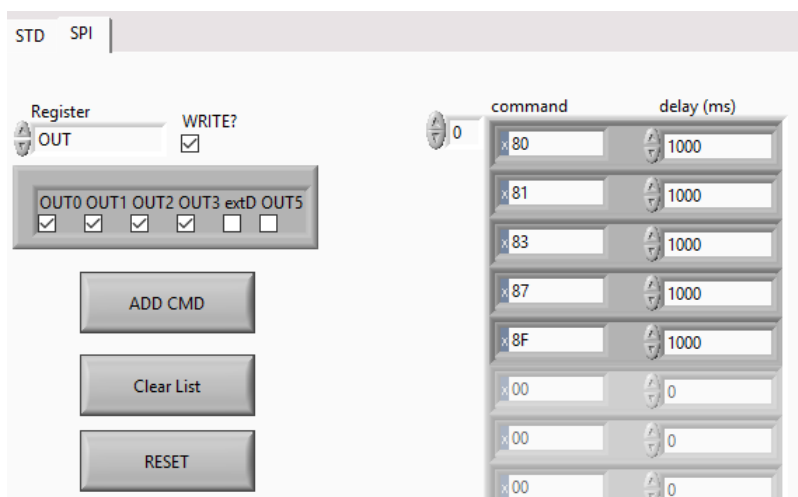 STD SPI
Register
WRITE?
OUT
OUT0 OUT1 OUT2 OUT3 extD OUT5
ADD CMD
Clear List
RESET
0
command delay (ms)
x 80 1000
x 81 1000
x 83 1000
x 87 1000
x 8F 1000
x 00 0
x 00 0
x 00 0